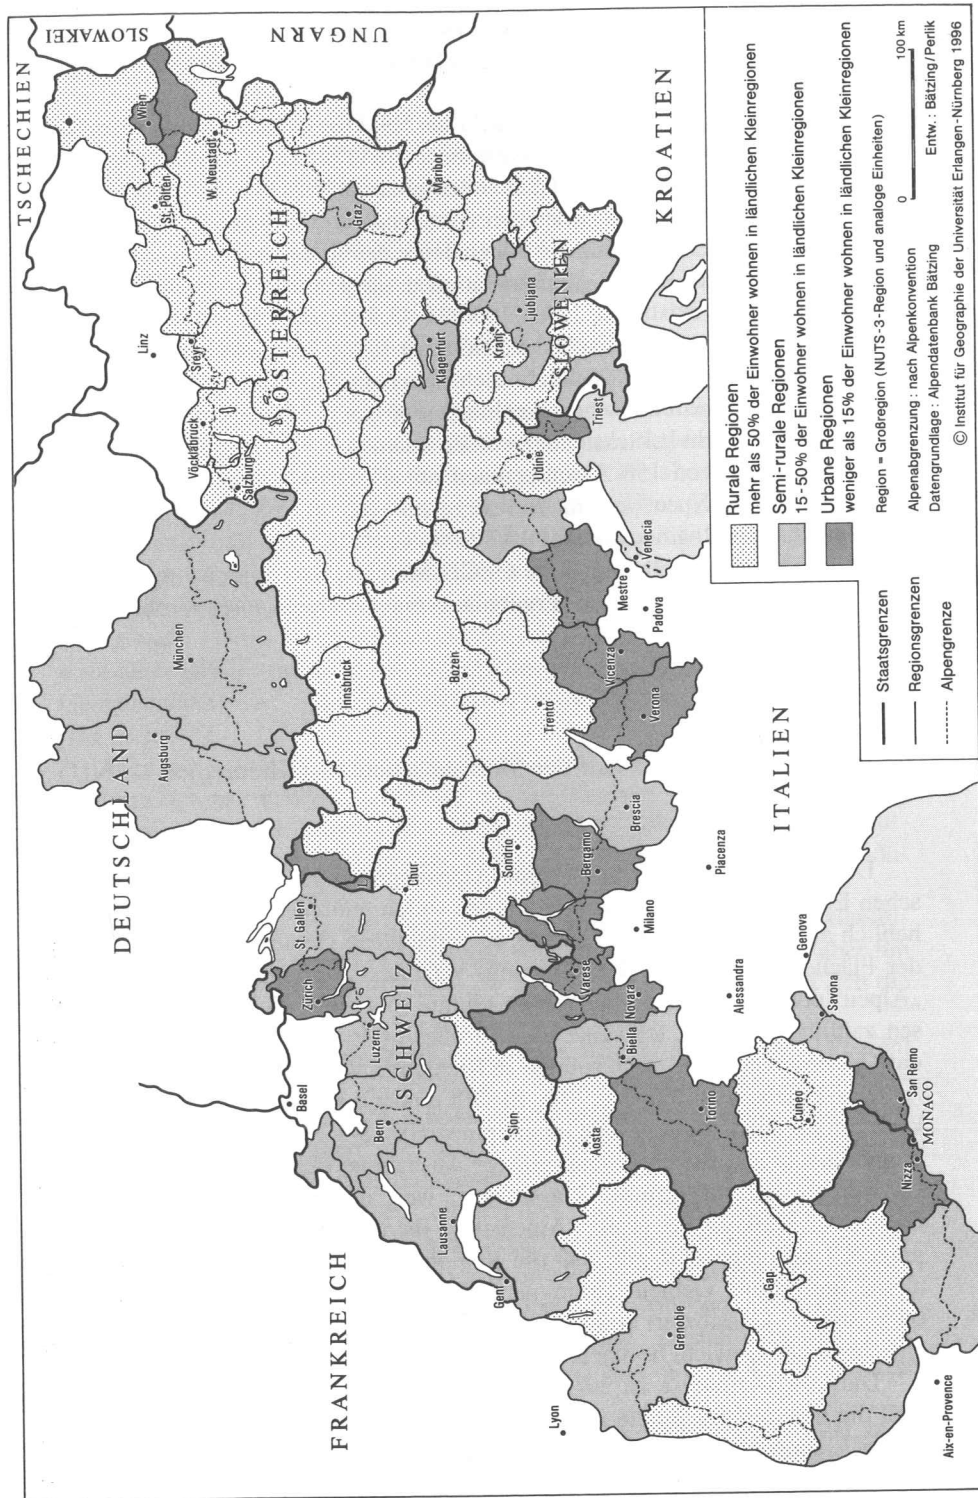 TSCHECHIEN
SLOWAKEI
UNGARN
Wien
W. Neustadt
St. Pölten
Linz
Steyr
ÖSTERREICH
Graz
Maribor
KROATIEN
Vöcklabrück
Salzburg
Klagenfurt
Kranj
Ljubljana
SLOWENIEN
Triest
Udine
München
Augsburg
DEUTSCHLAND
Innsbruck
Bozen
Trento
Venecia
Mestre
Padova
Vicenza
Verona
Brescia
Bergamo
Sondrio
Chur
St. Gallen
Zürich
Luzern
SCHWEIZ
Basel
Bern
Sion
Lausanne
Genf
FRANKREICH
Lyon
Grenoble
Gap
Aosta
Torino
Biella
Novara
Varese
Milano
Piacenza
ITALIEN
Alessandra
Genova
Savona
Cuneo
San Remo
MONACO
Nizza
Aix-en-Provence
Rurale Regionen
mehr als 50% der Einwohner wohnen in ländlichen Kleinregionen
Semi-rurale Regionen
15-50% der Einwohner wohnen in ländlichen Kleinregionen
Urbane Regionen
weniger als 15% der Einwohner wohnen in ländlichen Kleinregionen
Staatsgrenzen
Regionsgrenzen
Alpengrenze
Region = Großregion (NUTS-3-Region und analoge Einheiten)
Alpenabgrenzung: nach Alpenkonvention
Datengrundlage: Alpendatenbank Bätzing
0 100 km
Entw.: Bätzing/Perlik
© Institut für Geographie der Universität Erlangen-Nürnberg 1996